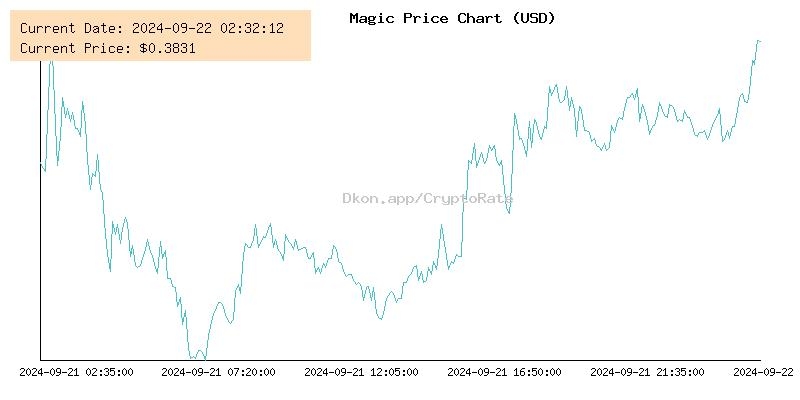 Magic Price Chart (USD)
Current Date: 2024-09-22 02:32:12
Current Price: $0.3831
Dkon.app/CryptoRate
2024-09-21 02:35:00
2024-09-21 07:20:00
2024-09-21 12:05:00
2024-09-21 16:50:00
2024-09-21 21:35:00
2024-09-22